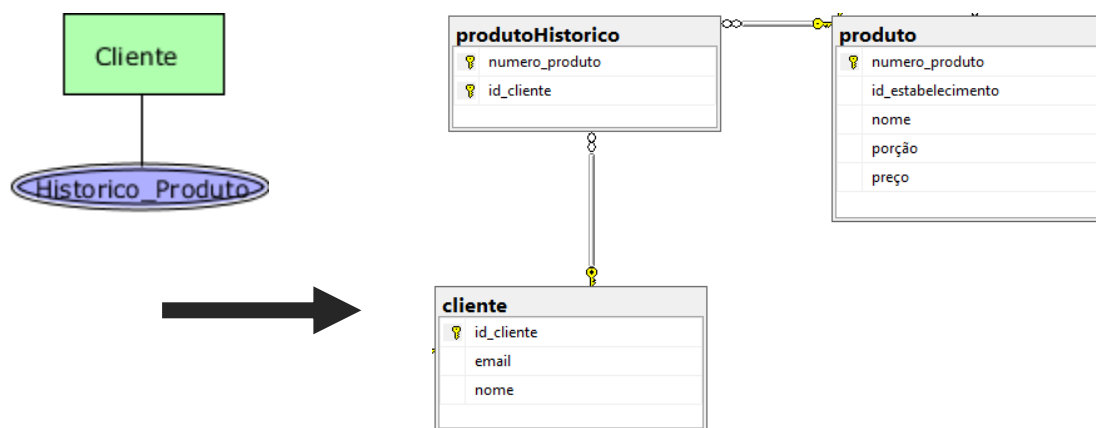 Cliente
Historico_Produto
produtoHistorico
numero_produto
id_cliente
produto
numero_produto
id_estabelecimento
nome
porção
preço
cliente
id_cliente
email
nome